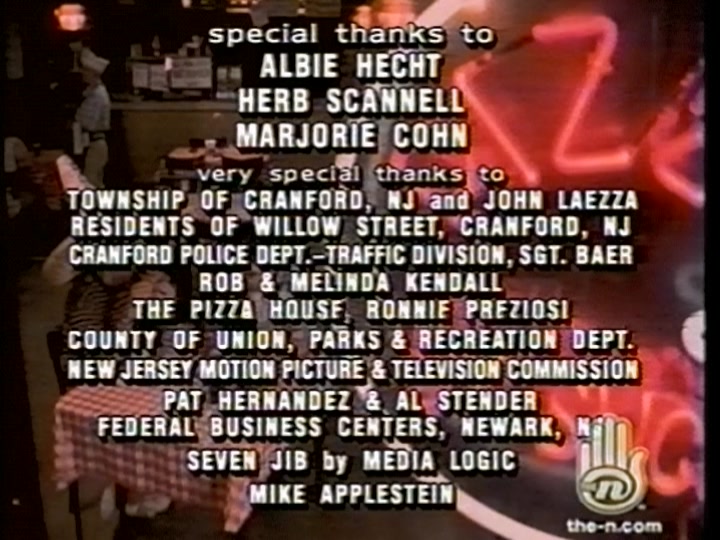 special thanks to
ALBIE HECHT
HERB SCANNELL
MARJORIE COHN
very special thanks to
TOWNSHIP OF CRANFORD, NJ and JOHN LAEZZA
RESIDENTS OF WILLOW STREET, CRANFORD, NJ
CRANFORD POLICE DEPT.-TRAFFIC DIVISION, SGT. BAER
ROB & MELINDA KENDALL
THE PIZZA HOUSE, RONNIE PREZIOSI
COUNTY OF UNION, PARKS & RECREATION DEPT.
NEW JERSEY MOTION PICTURE & TELEVISION COMMISSION
PAT HERNANDEZ & AL STENDER
FEDERAL BUSINESS CENTERS, NEWARK,
SEVEN JIB by MEDIA LOGIC
MIKE APPLESTEIN
n
the-n.com